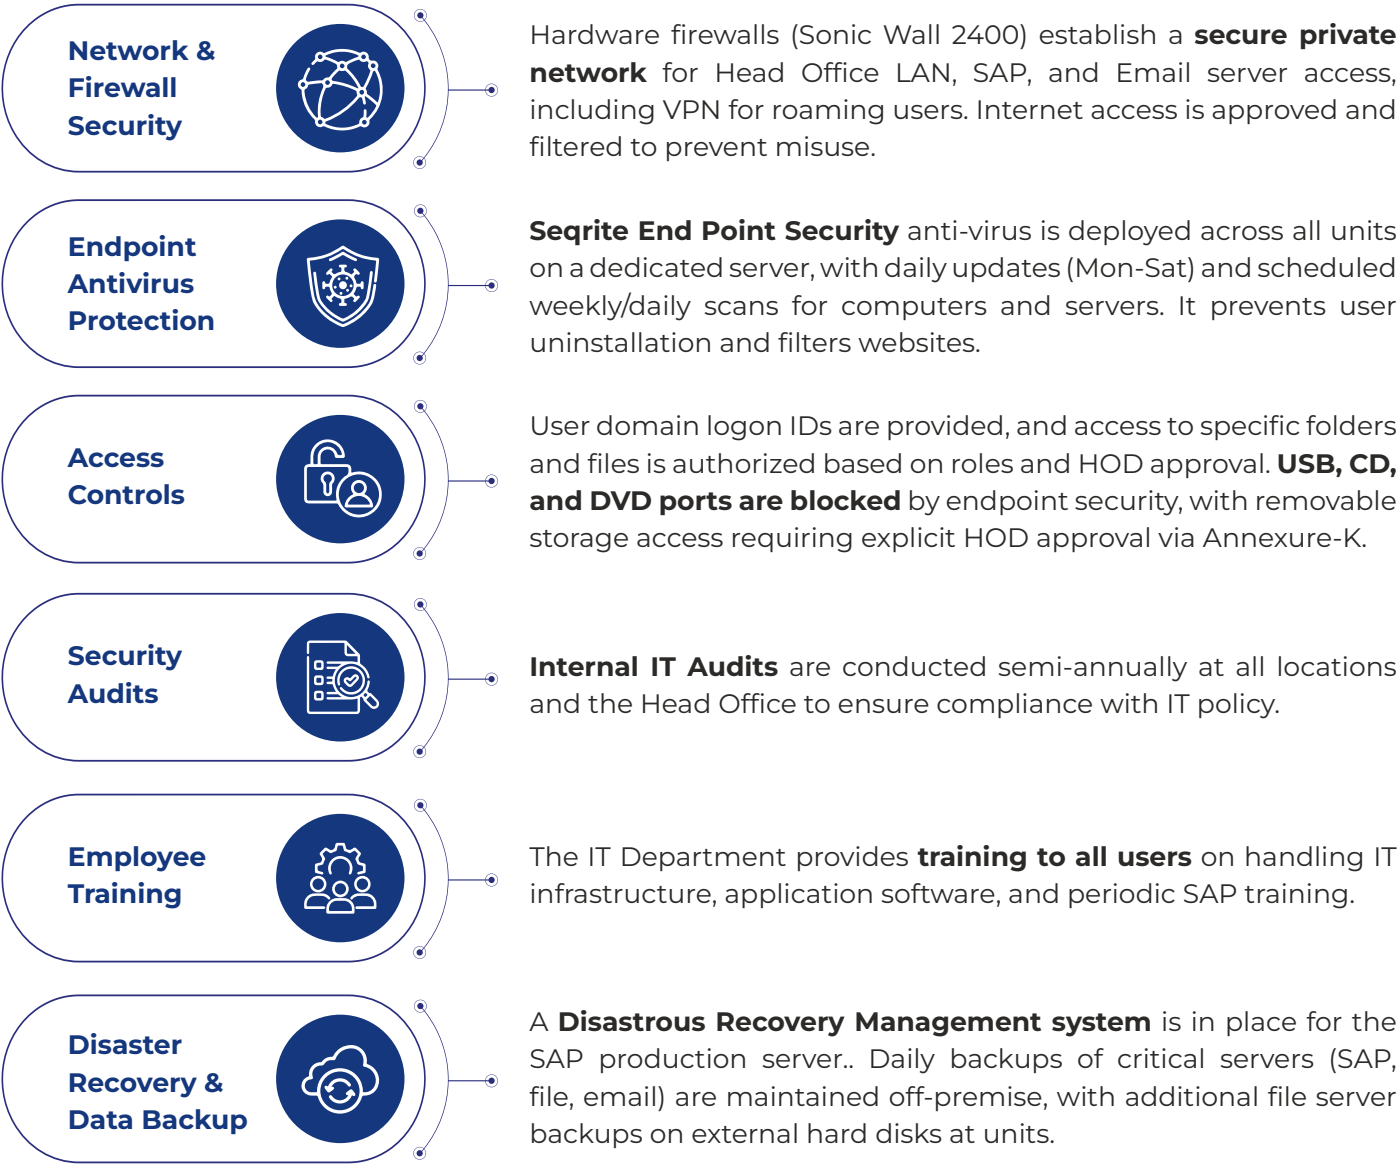 Network &
Firewall
Security
Hardware firewalls (Sonic Wall 2400) establish a secure private
network for Head Office LAN, SAP, and Email server access,
including VPN for roaming users. Internet access is approved and
filtered to prevent misuse.
Endpoint
Antivirus
Protection
Seqrite End Point Security anti-virus is deployed across all units
on a dedicated server, with daily updates (Mon-Sat) and scheduled
weekly/daily scans for computers and servers. It prevents user
uninstallation and filters websites.
Access
Controls
User domain logon IDs are provided, and access to specific folders
and files is authorized based on roles and HOD approval. USB, CD,
and DVD ports are blocked by endpoint security, with removable
storage access requiring explicit HOD approval via Annexure-K.
Security
Audits
Internal IT Audits are conducted semi-annually at all locations
and the Head Office to ensure compliance with IT policy.
Employee
Training
The IT Department provides training to all users on handling IT
infrastructure, application software, and periodic SAP training.
Disaster
Recovery &
Data Backup
A Disastrous Recovery Management system is in place for the
SAP production server.. Daily backups of critical servers (SAP,
file, email) are maintained off-premise, with additional file server
backups on external hard disks at units.